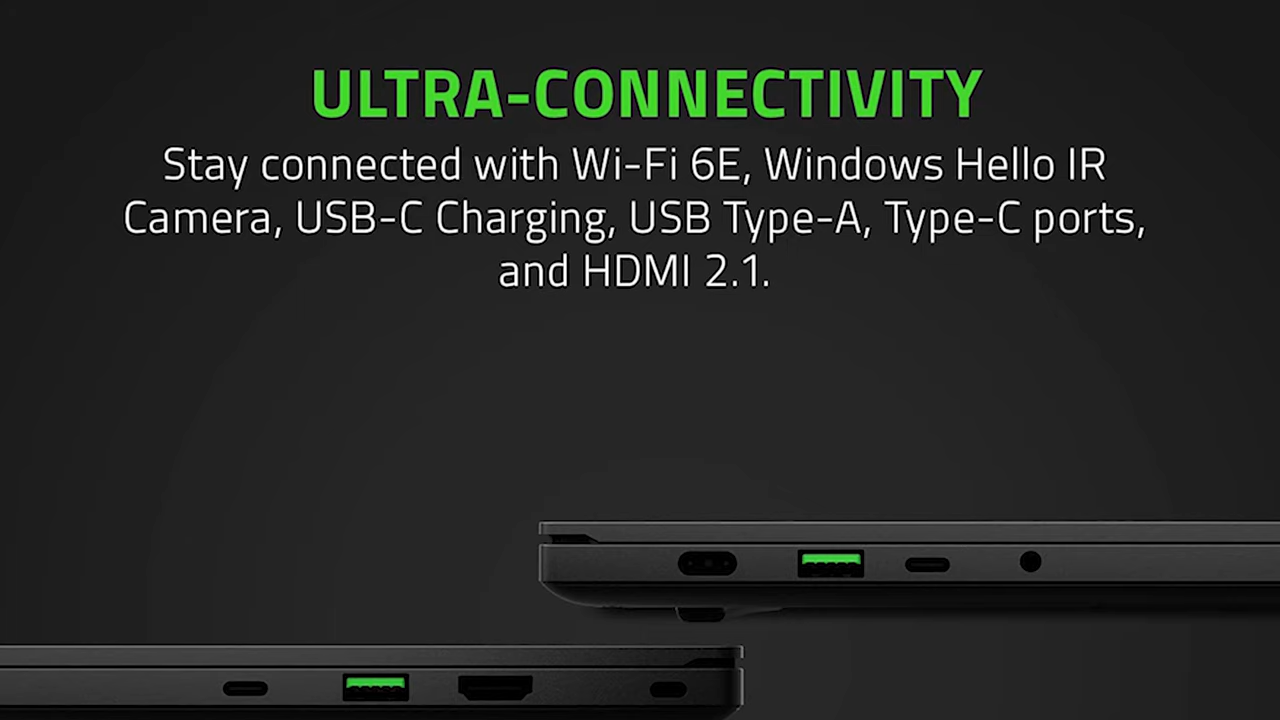 ULTRA-CONNECTIVITY
Stay connected with Wi-Fi 6E, Windows Hello IR
Camera, USB-C Charging, USB Type-A, Type-C ports,
and HDMI 2.1.